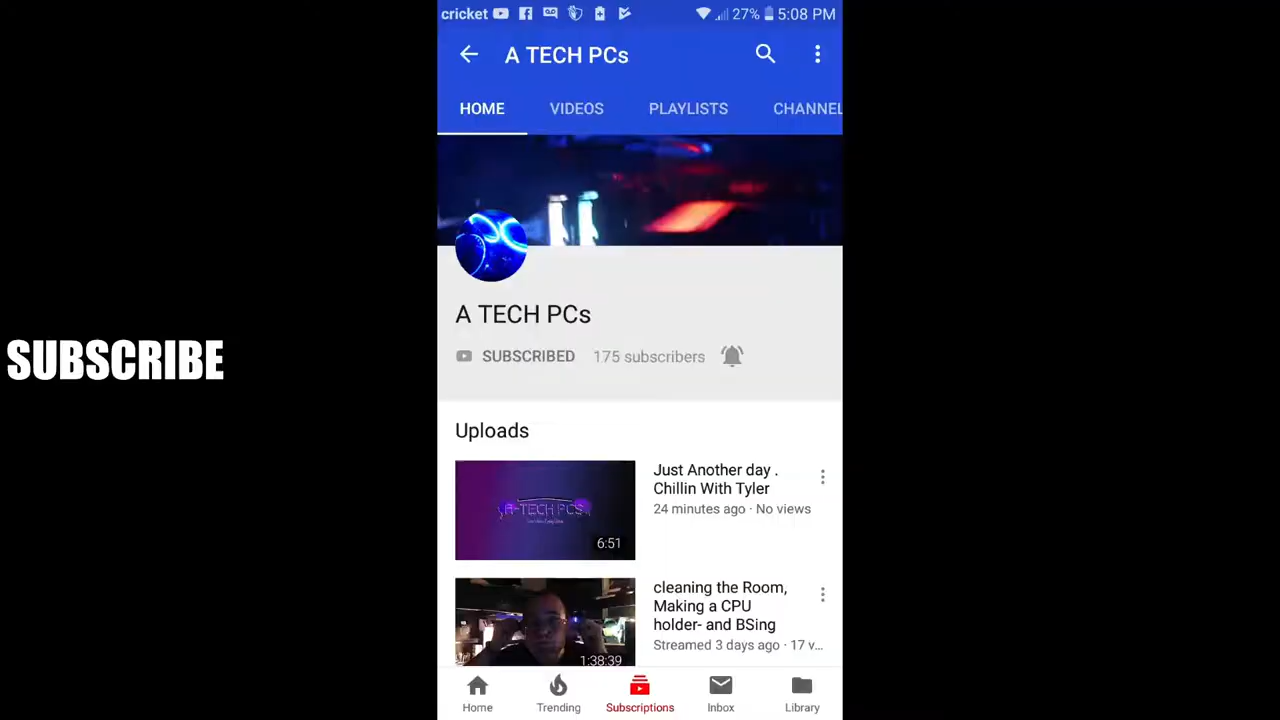 cricket 27% 5:08 PM
A TECH PCs
HOME VIDEOS PLAYLISTS CHANNEL
A TECH PCs
SUBSCRIBED 175 subscribers
SUBSCRIBE
Uploads
Just Another day .
Chillin With Tyler
24 minutes ago · No views
A-TECH PCS
6:51
cleaning the Room,
Making a CPU
holder- and BSing
Streamed 3 days ago · 17 v...
1:38:39
Home Trending Subscriptions Inbox Library